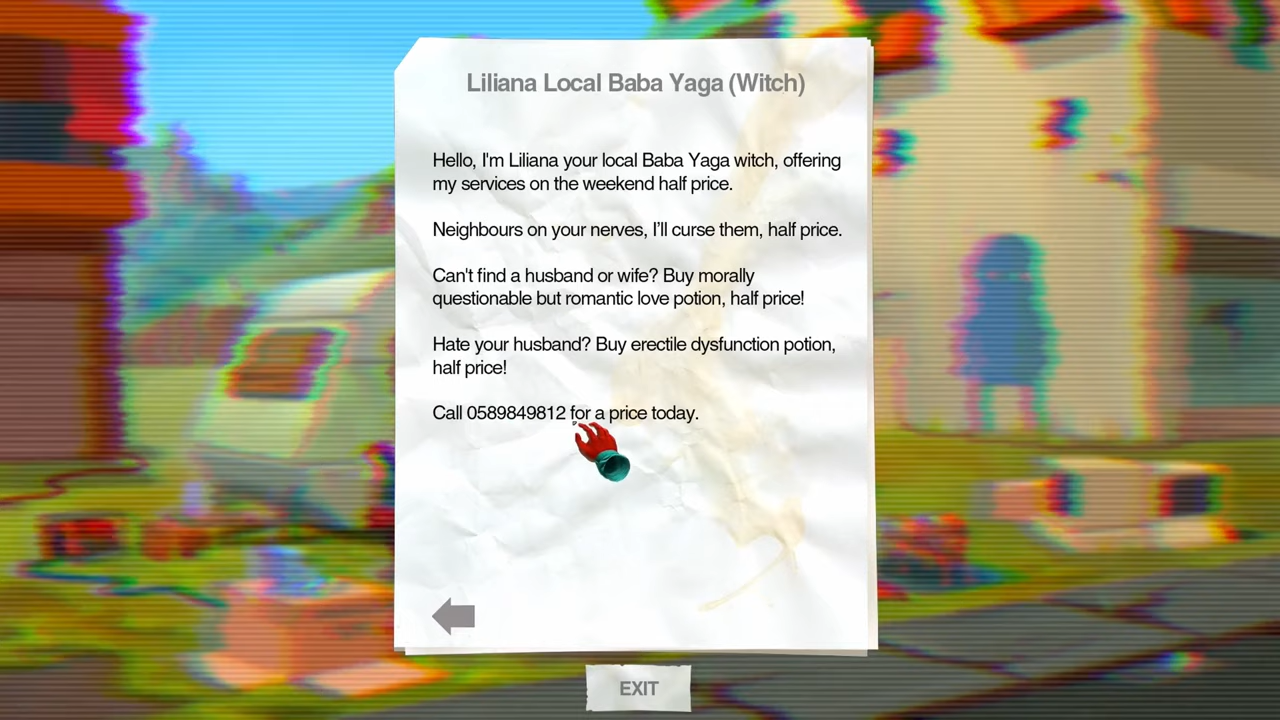 Liliana Local Baba Yaga (Witch)
Hello, I'm Liliana your local Baba Yaga witch, offering
my services on the weekend half price.
Neighbours on your nerves, I’ll curse them, half price.
Can't find a husband or wife? Buy morally
questionable but romantic love potion, half price!
Hate your husband? Buy erectile dysfunction potion,
half price!
Call 0589849812 for a price today.
EXIT